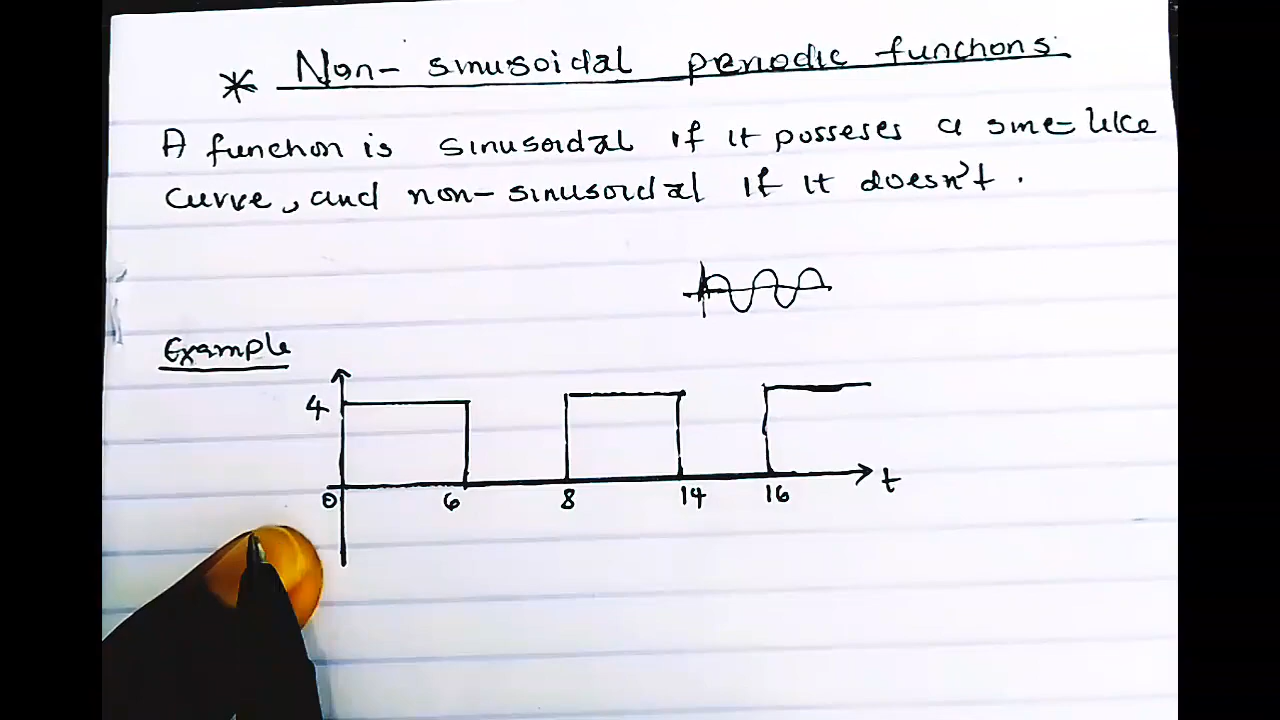 * Non-sinusoidal periodic functions.
A function is sinusoidal if it posseses a sine-like
curve, and non-sinusoidal if it doesn't.
Example
4
0 6 8 14 16 t